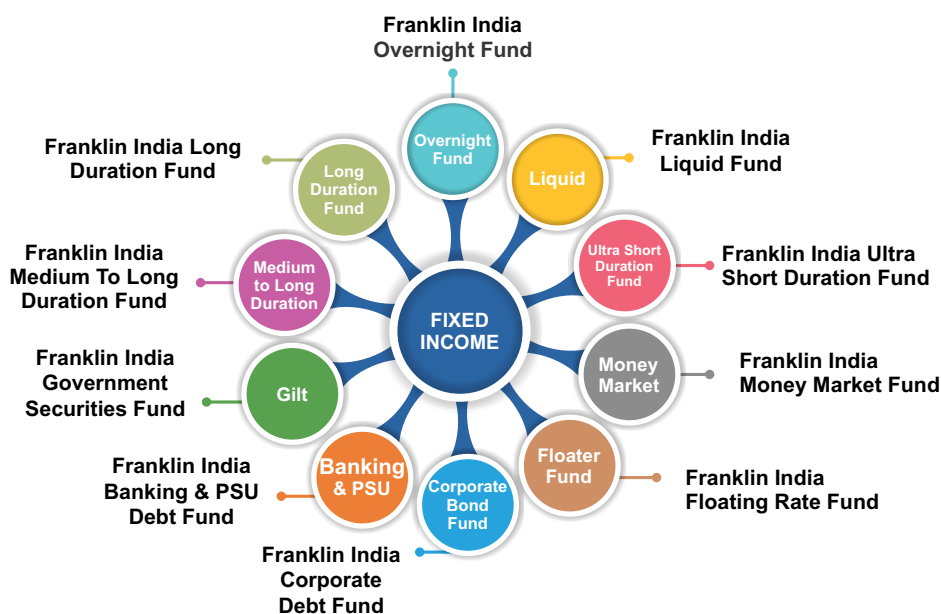 Franklin India
Overnight Fund
Overnight
Fund
Franklin India
Liquid Fund
Liquid
Franklin India Ultra
Short Duration Fund
Ultra Short
Duration
Fund
Franklin India
Money Market Fund
Money
Market
Franklin India
Floating Rate Fund
Floater
Fund
Franklin India
Corporate
Debt Fund
Corporate
Bond
Fund
Franklin India
Banking & PSU
Debt Fund
Banking
& PSU
Franklin India
Government
Securities Fund
Gilt
Franklin India
Medium To Long
Duration Fund
Medium
to Long
Duration
Franklin India Long
Duration Fund
Long
Duration
Fund
FIXED
INCOME